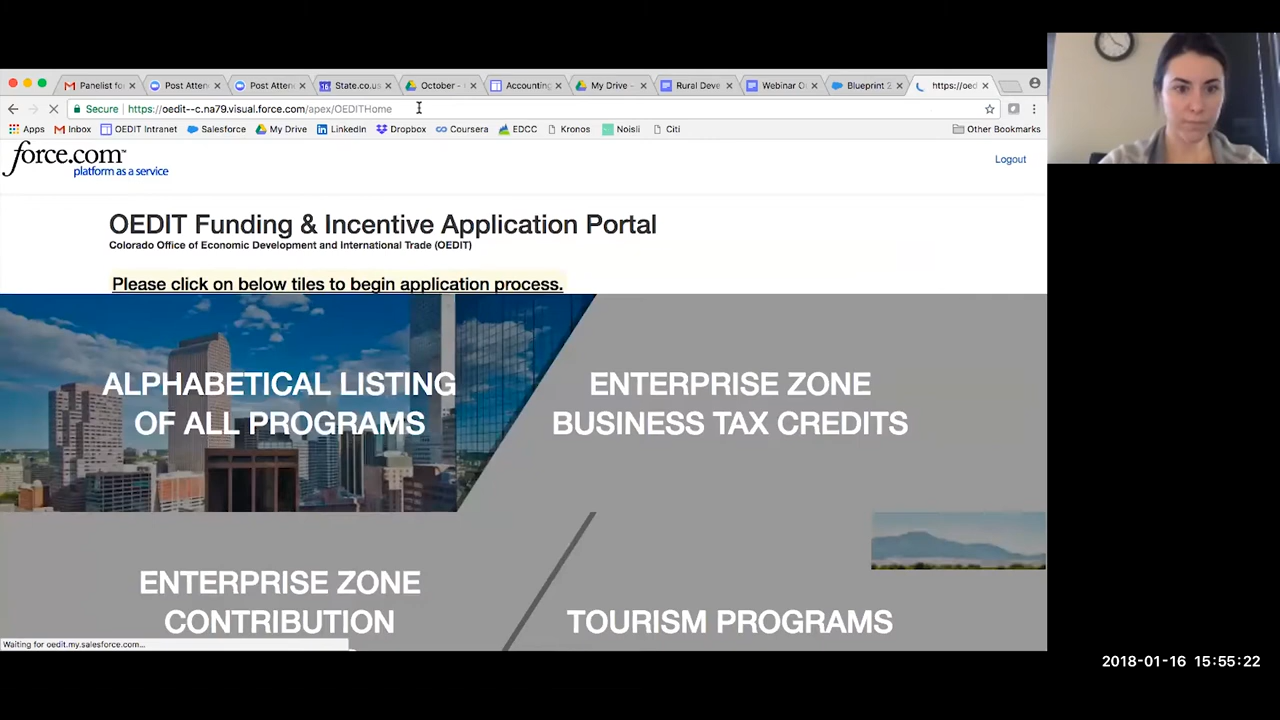 Panelist fo
Post Atten
Post Atten
State.co.us
October -
Accounting
My Drive -
Rural Deve
Webinar O
Blueprint 2
https://oed
Secure https://oedit--c.na79.visual.force.com/apex/OEDITHome
Apps Inbox OEDIT Intranet Salesforce My Drive LinkedIn Dropbox Coursera EDCC Kronos Noisli Citi Other Bookmarks
force.com™
platform as a service
Logout
OEDIT Funding & Incentive Application Portal
Colorado Office of Economic Development and International Trade (OEDIT)
Please click on below tiles to begin application process.
ALPHABETICAL LISTING
OF ALL PROGRAMS
ENTERPRISE ZONE
BUSINESS TAX CREDITS
ENTERPRISE ZONE
CONTRIBUTION
TOURISM PROGRAMS
Waiting for oedit.my.salesforce.com...
2018-01-16 15:55:22